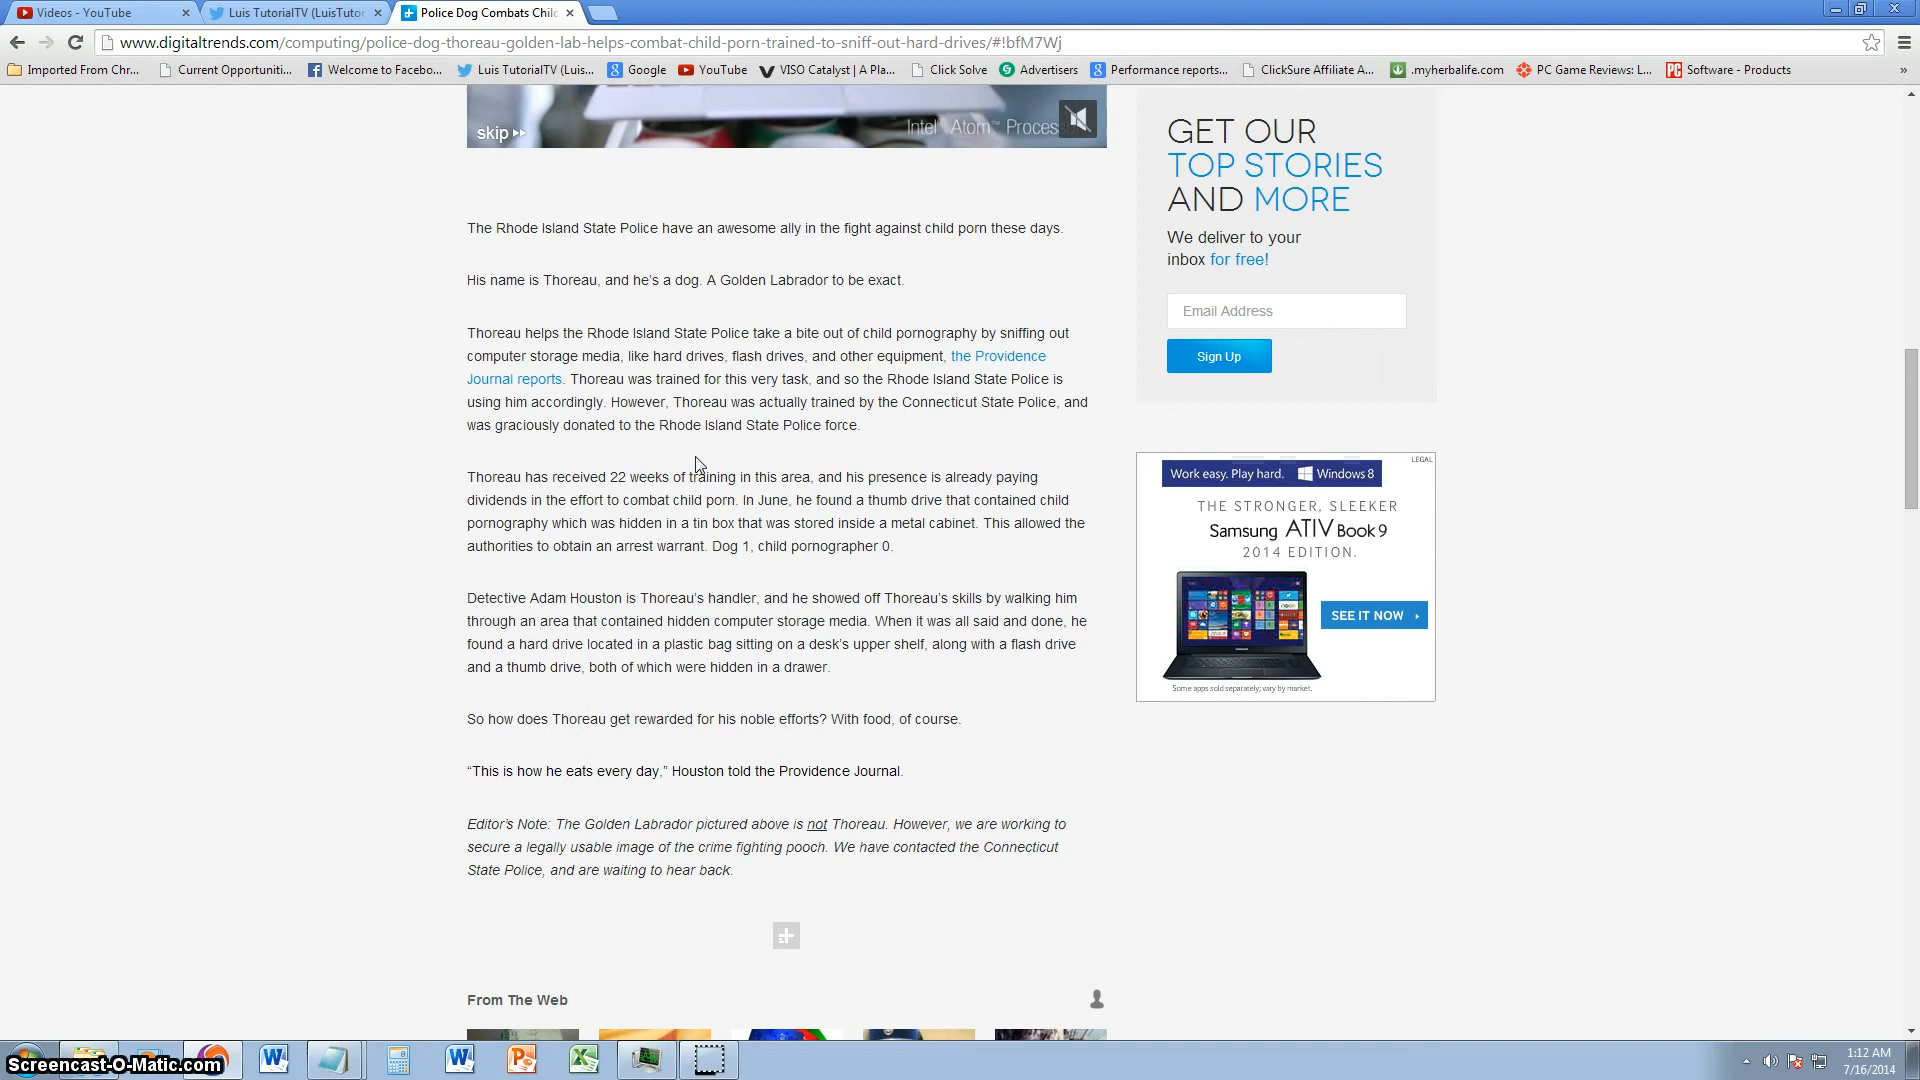 Videos - YouTube
Luis TutorialTV (LuisTutor
Police Dog Combats Chil
www.digitaltrends.com/computing/police-dog-thoreau-golden-lab-helps-combat-child-porn-trained-to-sniff-out-hard-drives/#!bfM7Wj
Imported From Chr... Current Opportuniti... Welcome to Facebo... Luis TutorialTV (Luis... Google YouTube VISO Catalyst | A Pla... Click Solve Advertisers Performance reports... ClickSure Affiliate A... .myherbalife.com PC Game Reviews: L... Software - Products »
skip
Intel Atom™ Process
GET OUR
TOP STORIES
AND MORE
We deliver to your
inbox for free!
Email Address
Sign Up
The Rhode Island State Police have an awesome ally in the fight against child porn these days.
His name is Thoreau, and he's a dog. A Golden Labrador to be exact.
Thoreau helps the Rhode Island State Police take a bite out of child pornography by sniffing out
computer storage media, like hard drives, flash drives, and other equipment, the Providence
Journal reports. Thoreau was trained for this very task, and so the Rhode Island State Police is
using him accordingly. However, Thoreau was actually trained by the Connecticut State Police, and
was graciously donated to the Rhode Island State Police force.
Thoreau has received 22 weeks of training in this area, and his presence is already paying
dividends in the effort to combat child porn. In June, he found a thumb drive that contained child
pornography which was hidden in a tin box that was stored inside a metal cabinet. This allowed the
authorities to obtain an arrest warrant. Dog 1, child pornographer 0.
Detective Adam Houston is Thoreau's handler, and he showed off Thoreau's skills by walking him
through an area that contained hidden computer storage media. When it was all said and done, he
found a hard drive located in a plastic bag sitting on a desk's upper shelf, along with a flash drive
and a thumb drive, both of which were hidden in a drawer.
So how does Thoreau get rewarded for his noble efforts? With food, of course.
“This is how he eats every day,” Houston told the Providence Journal.
Editor's Note: The Golden Labrador pictured above is not Thoreau. However, we are working to
secure a legally usable image of the crime fighting pooch. We have contacted the Connecticut
State Police, and are waiting to hear back.
From The Web
LEGAL
Work easy. Play hard. Windows 8
THE STRONGER, SLEEKER
Samsung ATIV Book 9
2014 EDITION.
SEE IT NOW
Some apps sold separately; vary by market.
Screencast-O-Matic.com
1:12 AM
7/16/2014